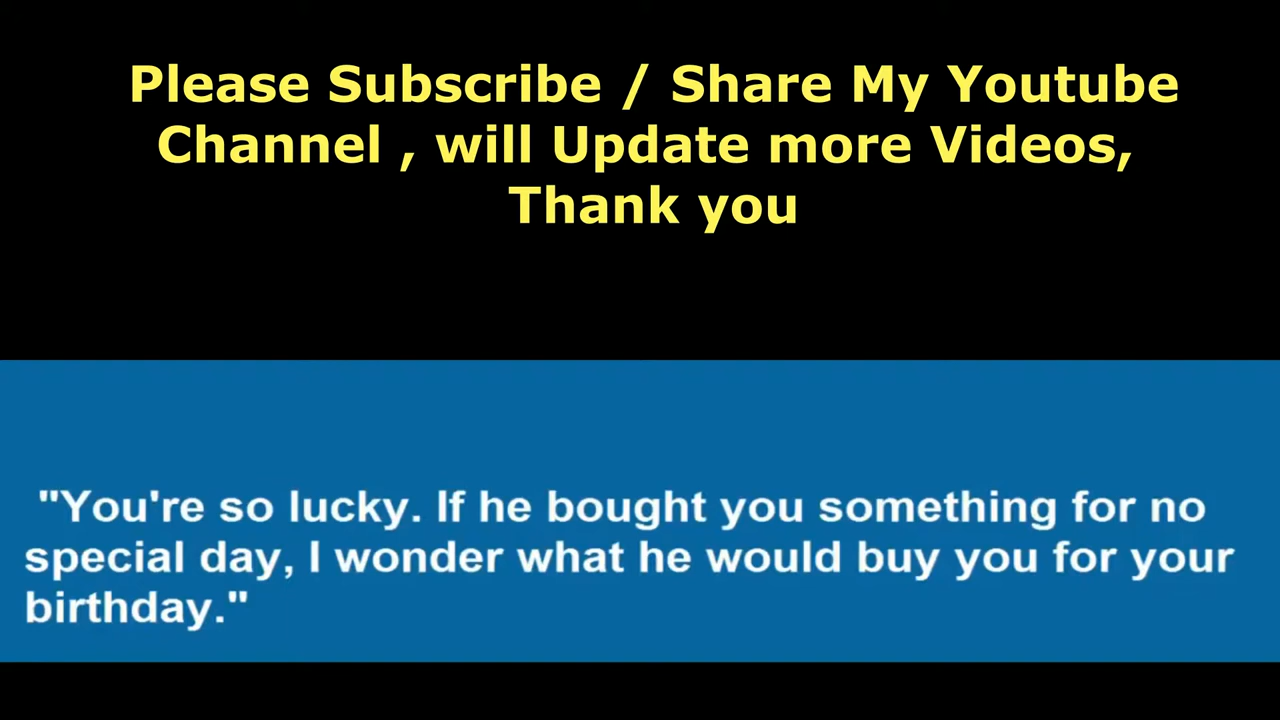 Please Subscribe / Share My Youtube
Channel , will Update more Videos,
Thank you
"You're so lucky. If he bought you something for no
special day, I wonder what he would buy you for your
birthday."